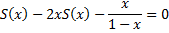 S(x) − 2xS(x) − x/(1 − x) = 0